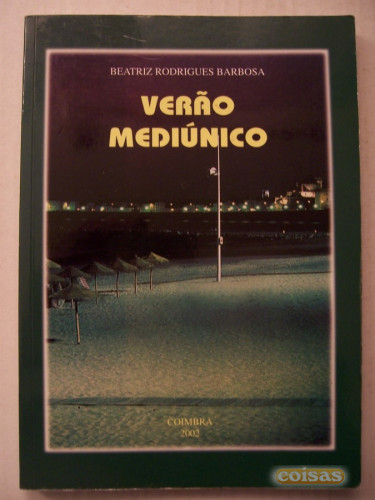 BEATRIZ RODRIGUES BARBOSA
VERÃO
MEDIÚNICO
COIMBRA
2002
coisas